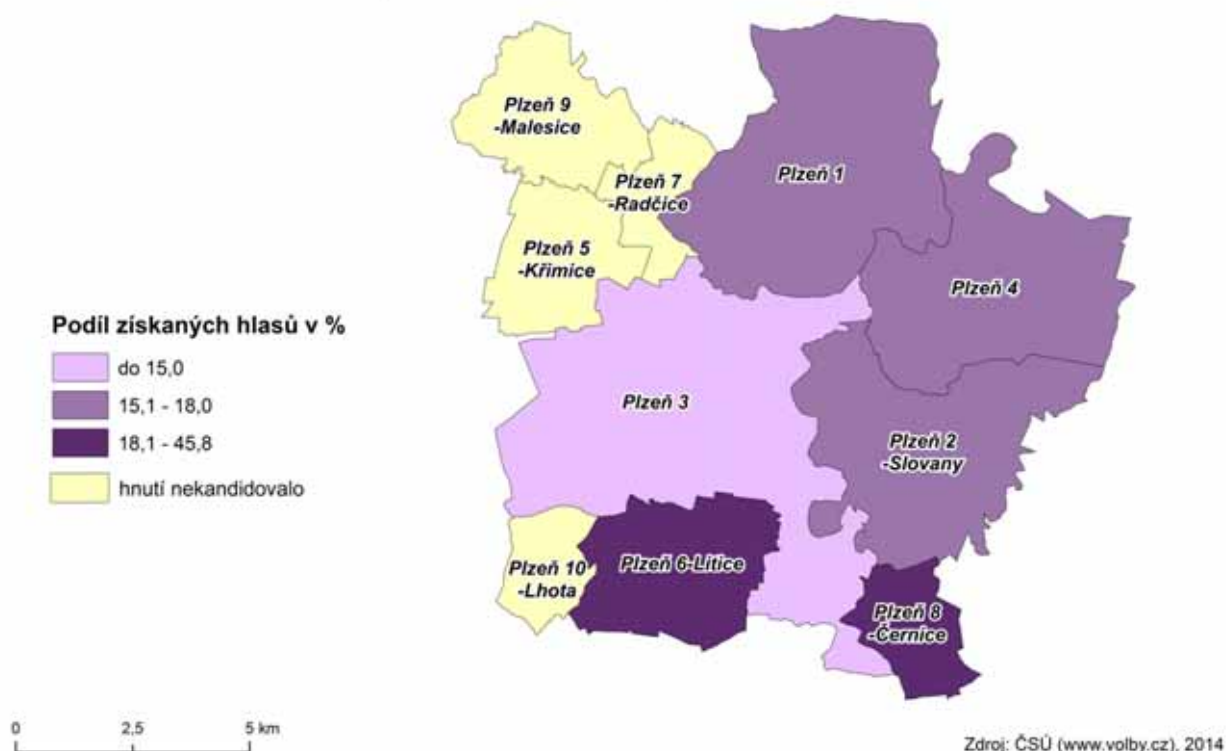 Plzeň 9
-Malesice
Plzeň 7
-Radčice
Plzeň 1
Plzeň 5
-Křimice
Plzeň 4
Podíl získaných hlasů v %
do 15,0
15,1 - 18,0
18,1 - 45,8
hnutí nekandidovalo
Plzeň 3
Plzeň 2
-Slovany
Plzeň 10
-Lhota
Plzeň 6-Litice
Plzeň 8
-Černice
0 2,5 5 km
Zdroj: ČSÚ (www.volby.cz), 2014